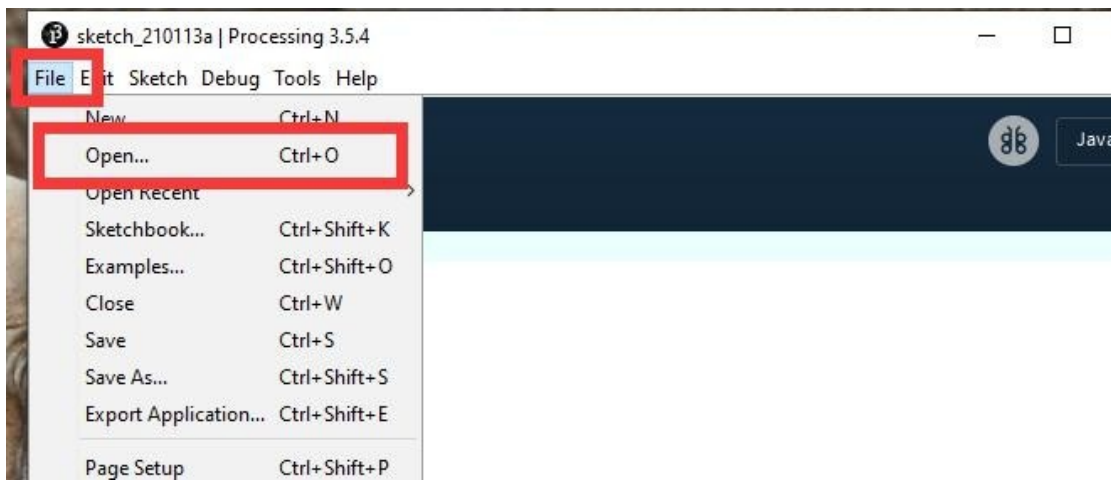 sketch_210113a | Processing 3.5.4
File Edit Sketch Debug Tools Help
New Ctrl+N
Open... Ctrl+O
Open Recent
Sketchbook... Ctrl+Shift+K
Examples... Ctrl+Shift+O
Close Ctrl+W
Save Ctrl+S
Save As... Ctrl+Shift+S
Export Application... Ctrl+Shift+E
Page Setup Ctrl+Shift+P
Java